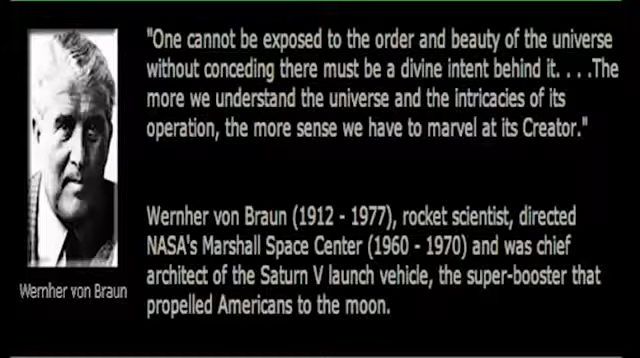 "One cannot be exposed to the order and beauty of the universe
without conceding there must be a divine intent behind it. . . .The
more we understand the universe and the intricacies of its
operation, the more sense we have to marvel at its Creator."
Wernher von Braun (1912 - 1977), rocket scientist, directed
NASA's Marshall Space Center (1960 - 1970) and was chief
architect of the Saturn V launch vehicle, the super-booster that
propelled Americans to the moon.
Wernher von Braun